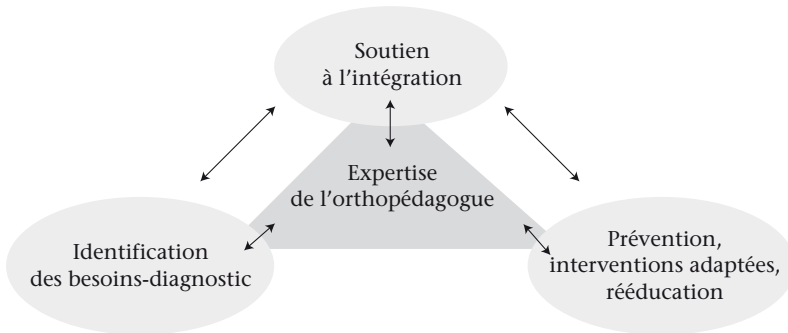 Soutien
à l’intégration
Expertise
de l’orthopédagogue
Identification
des besoins-diagnostic
Prévention,
interventions adaptées,
rééducation